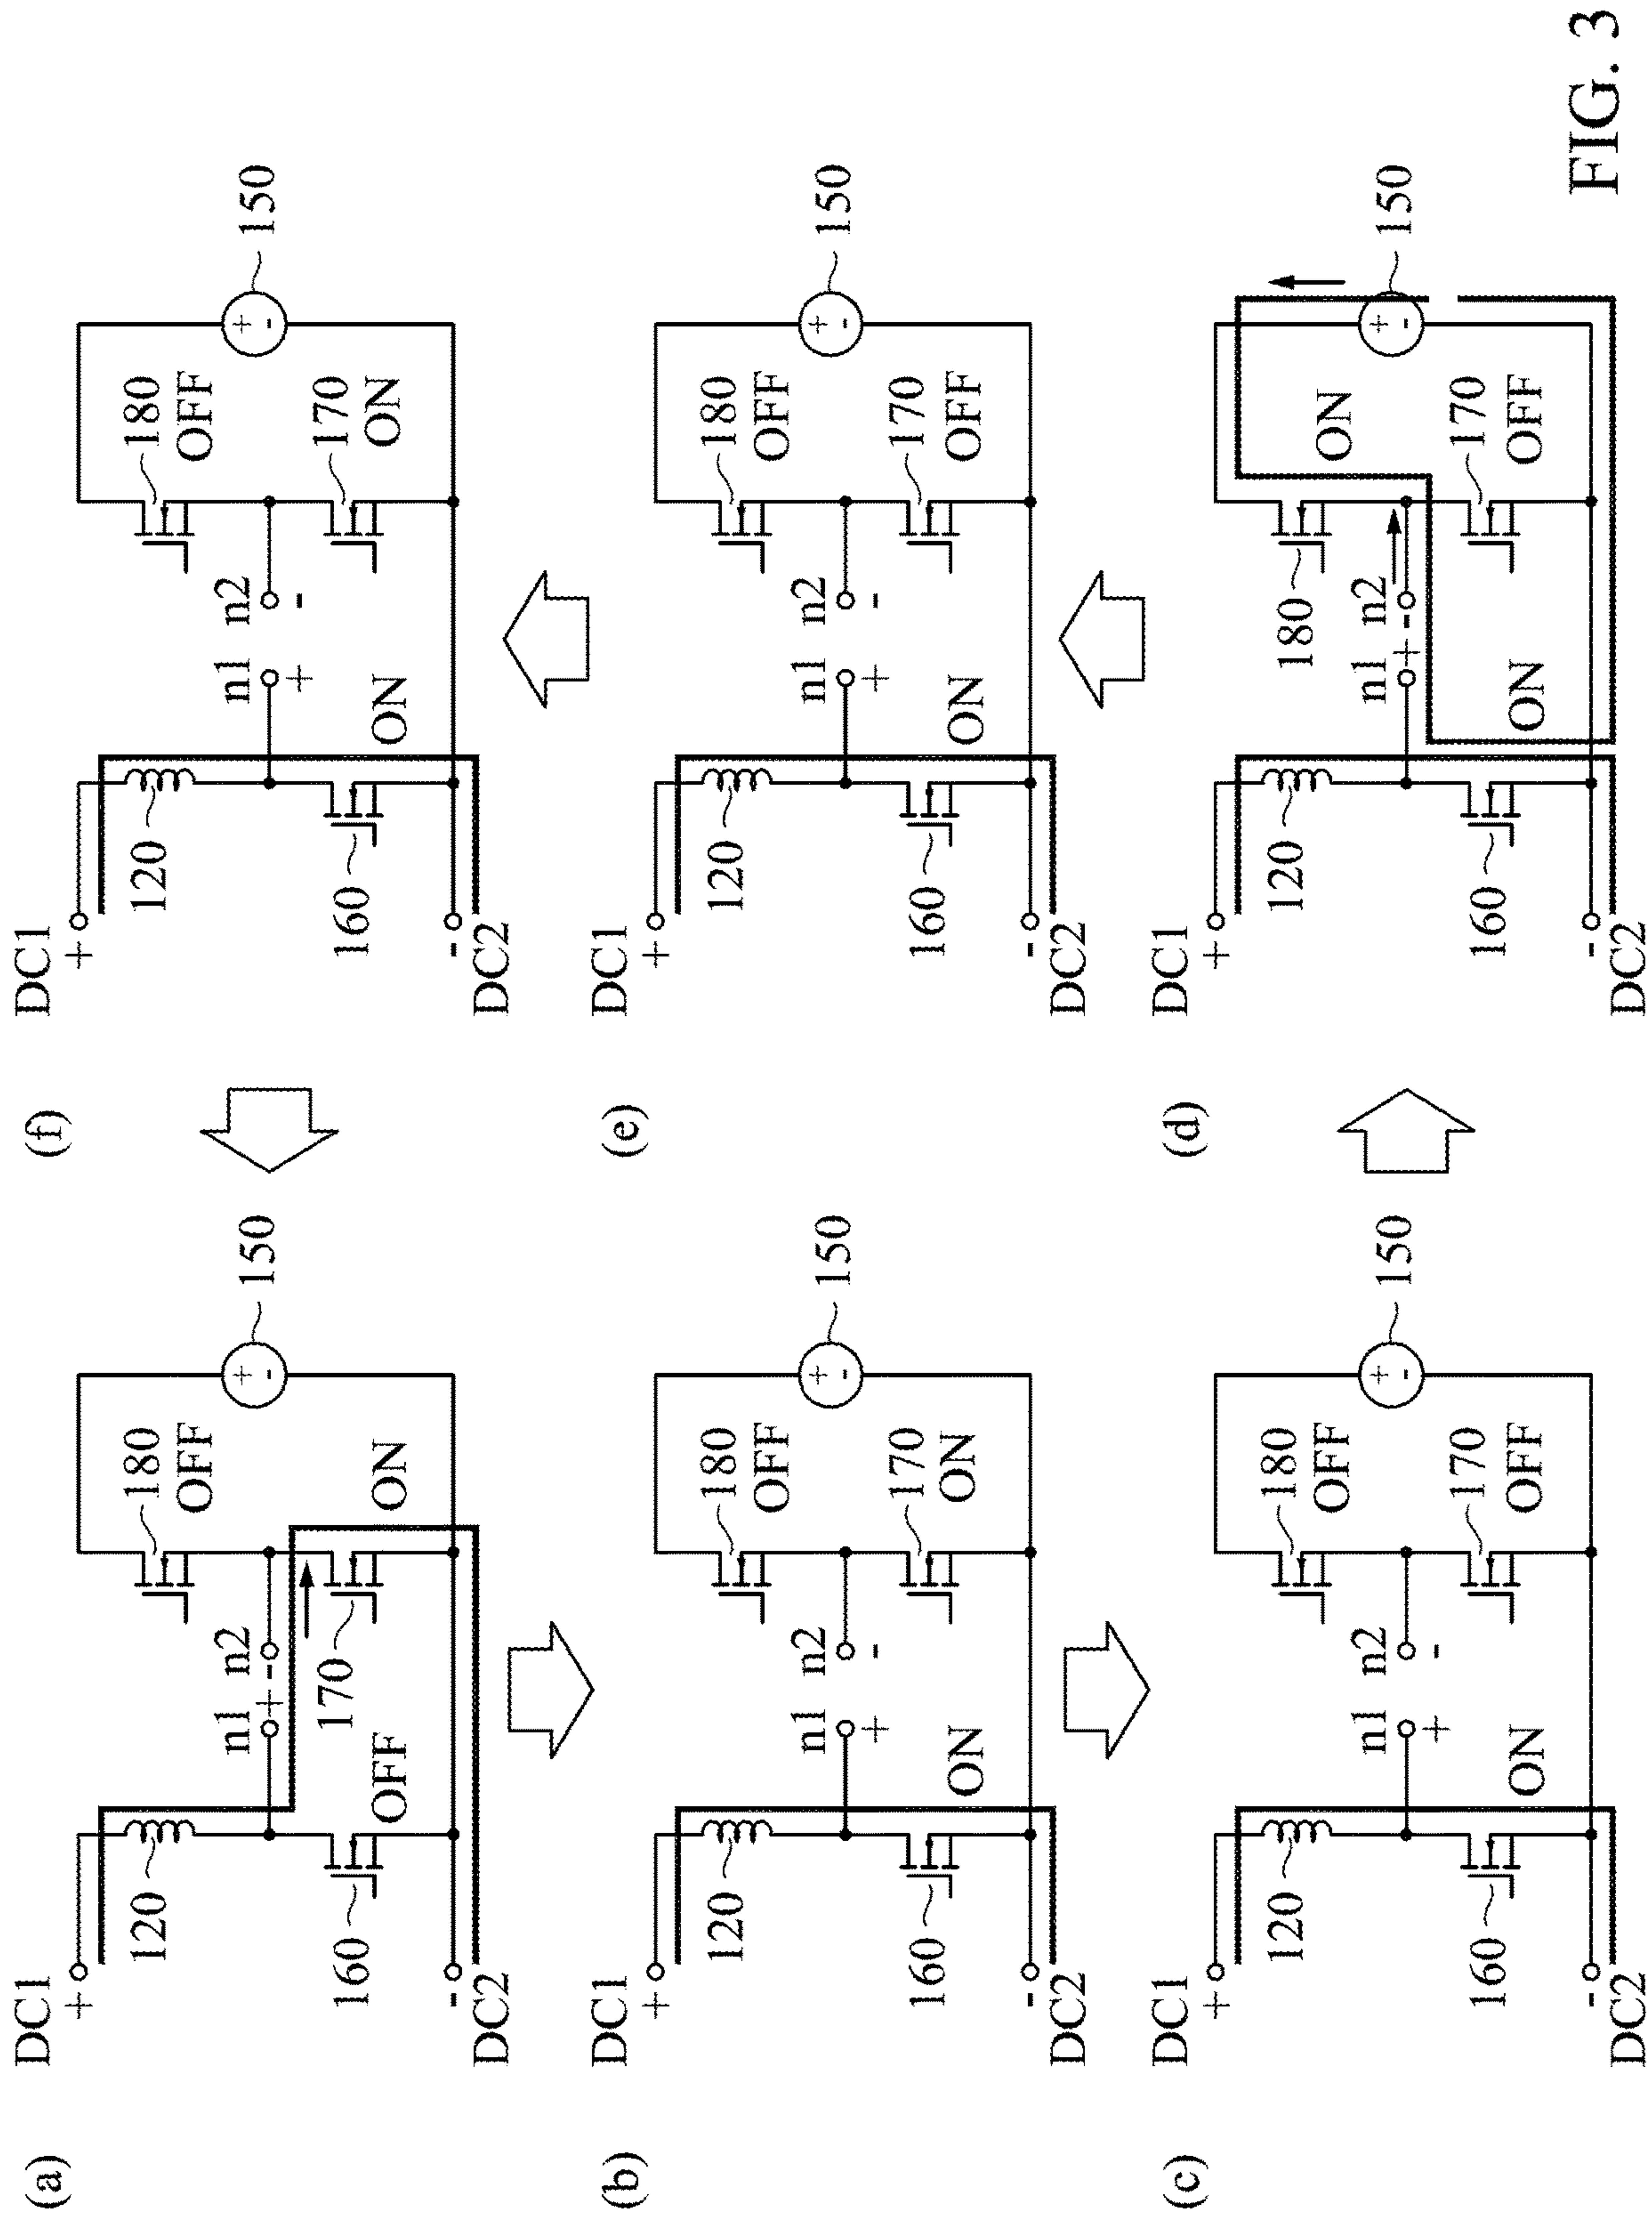 (a)
DC1
+
120
180
OFF
n1 n2
+ -
+
-
150
170
160
OFF
ON
-
DC2
(b)
DC1
+
120
180
OFF
n1 n2
+ -
+
-
150
160
ON
170
ON
-
DC2
(c)
DC1
+
120
180
OFF
n1 n2
+ -
+
-
150
160
ON
170
OFF
-
DC2
(d)
DC1
+
120
180
ON
n1 n2
+ -
+
-
150
160
ON
170
OFF
-
DC2
(e)
DC1
+
120
180
OFF
n1 n2
+ -
+
-
150
160
ON
170
OFF
-
DC2
(f)
DC1
+
120
180
OFF
n1 n2
+ -
+
-
150
160
ON
170
ON
-
DC2
FIG. 3